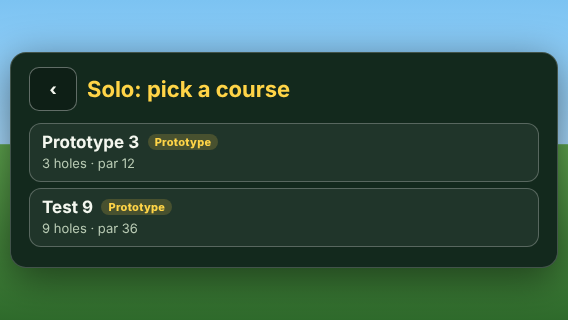 ‹ Solo: pick a course
Prototype 3 Prototype
3 holes · par 12
Test 9 Prototype
9 holes · par 36